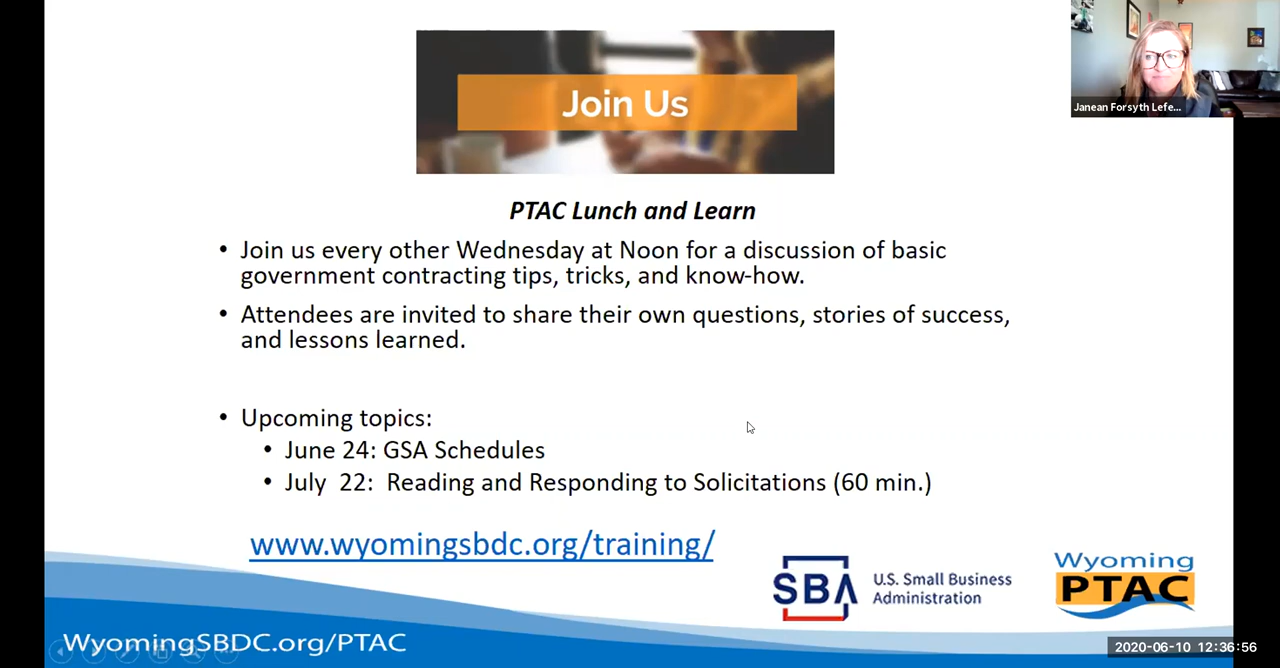 Join Us
Janean Forsyth Lefe...
PTAC Lunch and Learn
• Join us every other Wednesday at Noon for a discussion of basic
government contracting tips, tricks, and know-how.
• Attendees are invited to share their own questions, stories of success,
and lessons learned.
• Upcoming topics:
• June 24: GSA Schedules
• July 22: Reading and Responding to Solicitations (60 min.)
www.wyomingsbdc.org/training/
SBA U.S. Small Business
Administration
Wyoming
PTAC
WyomingSBDC.org/PTAC
2020-06-10 12:36:56